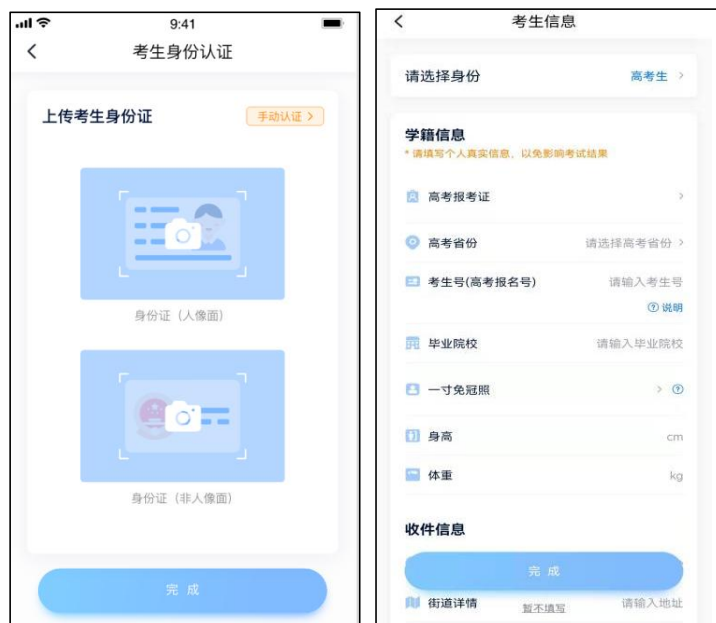 9:41
考生身份认证
上传考生身份证
手动认证 >
身份证（人像面）
身份证（非人像面）
完 成
考生信息
请选择身份
高考生 >
学籍信息
* 请填写个人真实信息，以免影响考试结果
高考报考证
高考省份
请选择高考省份 >
考生号(高考报名号)
请输入考生号
? 说明
毕业院校
请输入毕业院校
一寸免冠照
身高
cm
体重
kg
收件信息
完 成
街道详情
暂不填写
请输入地址